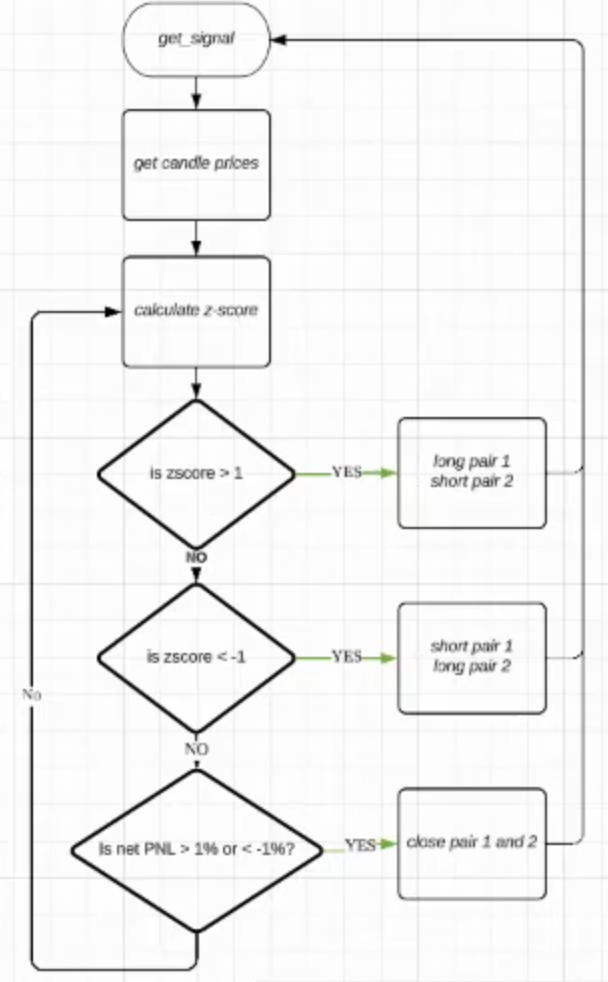 get_signal
get candle prices
calculate z-score
is zscore > 1
YES
long pair 1
short pair 2
NO
is zscore < -1
YES
short pair 1
long pair 2
No
NO
Is net PNL > 1% or < -1%?
YES
close pair 1 and 2